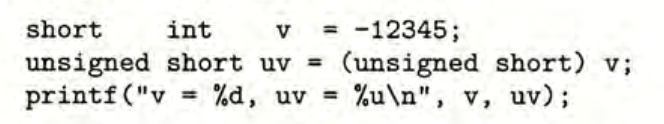 short    int    v  = -12345;
unsigned short uv = (unsigned short) v;
printf("v = %d, uv = %u\n", v, uv);